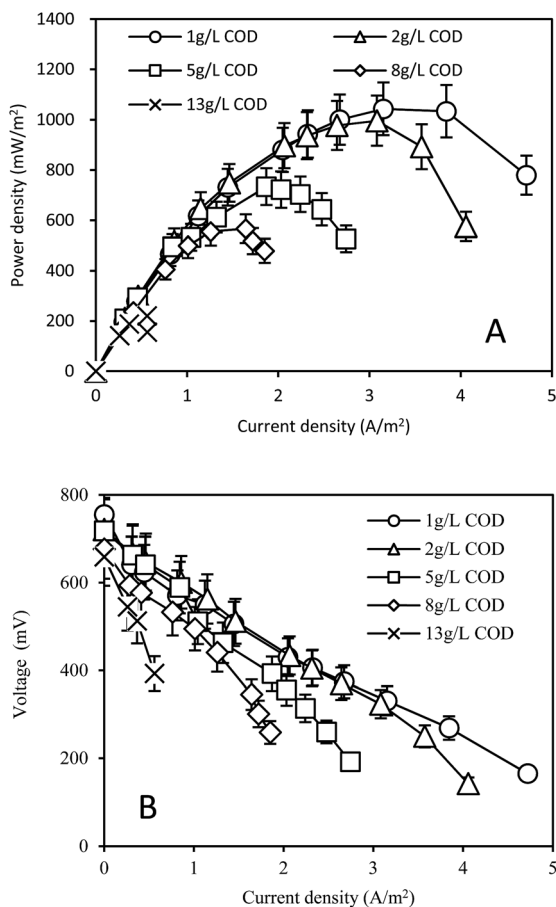 1g/L COD
2g/L COD
5g/L COD
8g/L COD
13g/L COD
Power density (mW/m²)
1400
1200
1000
800
600
400
200
0
0 1 2 3 4 5
Current density (A/m²)
A
1g/L COD
2g/L COD
5g/L COD
8g/L COD
13g/L COD
Voltage (mV)
800
600
400
200
0
0 1 2 3 4 5
Current density (A/m²)
B